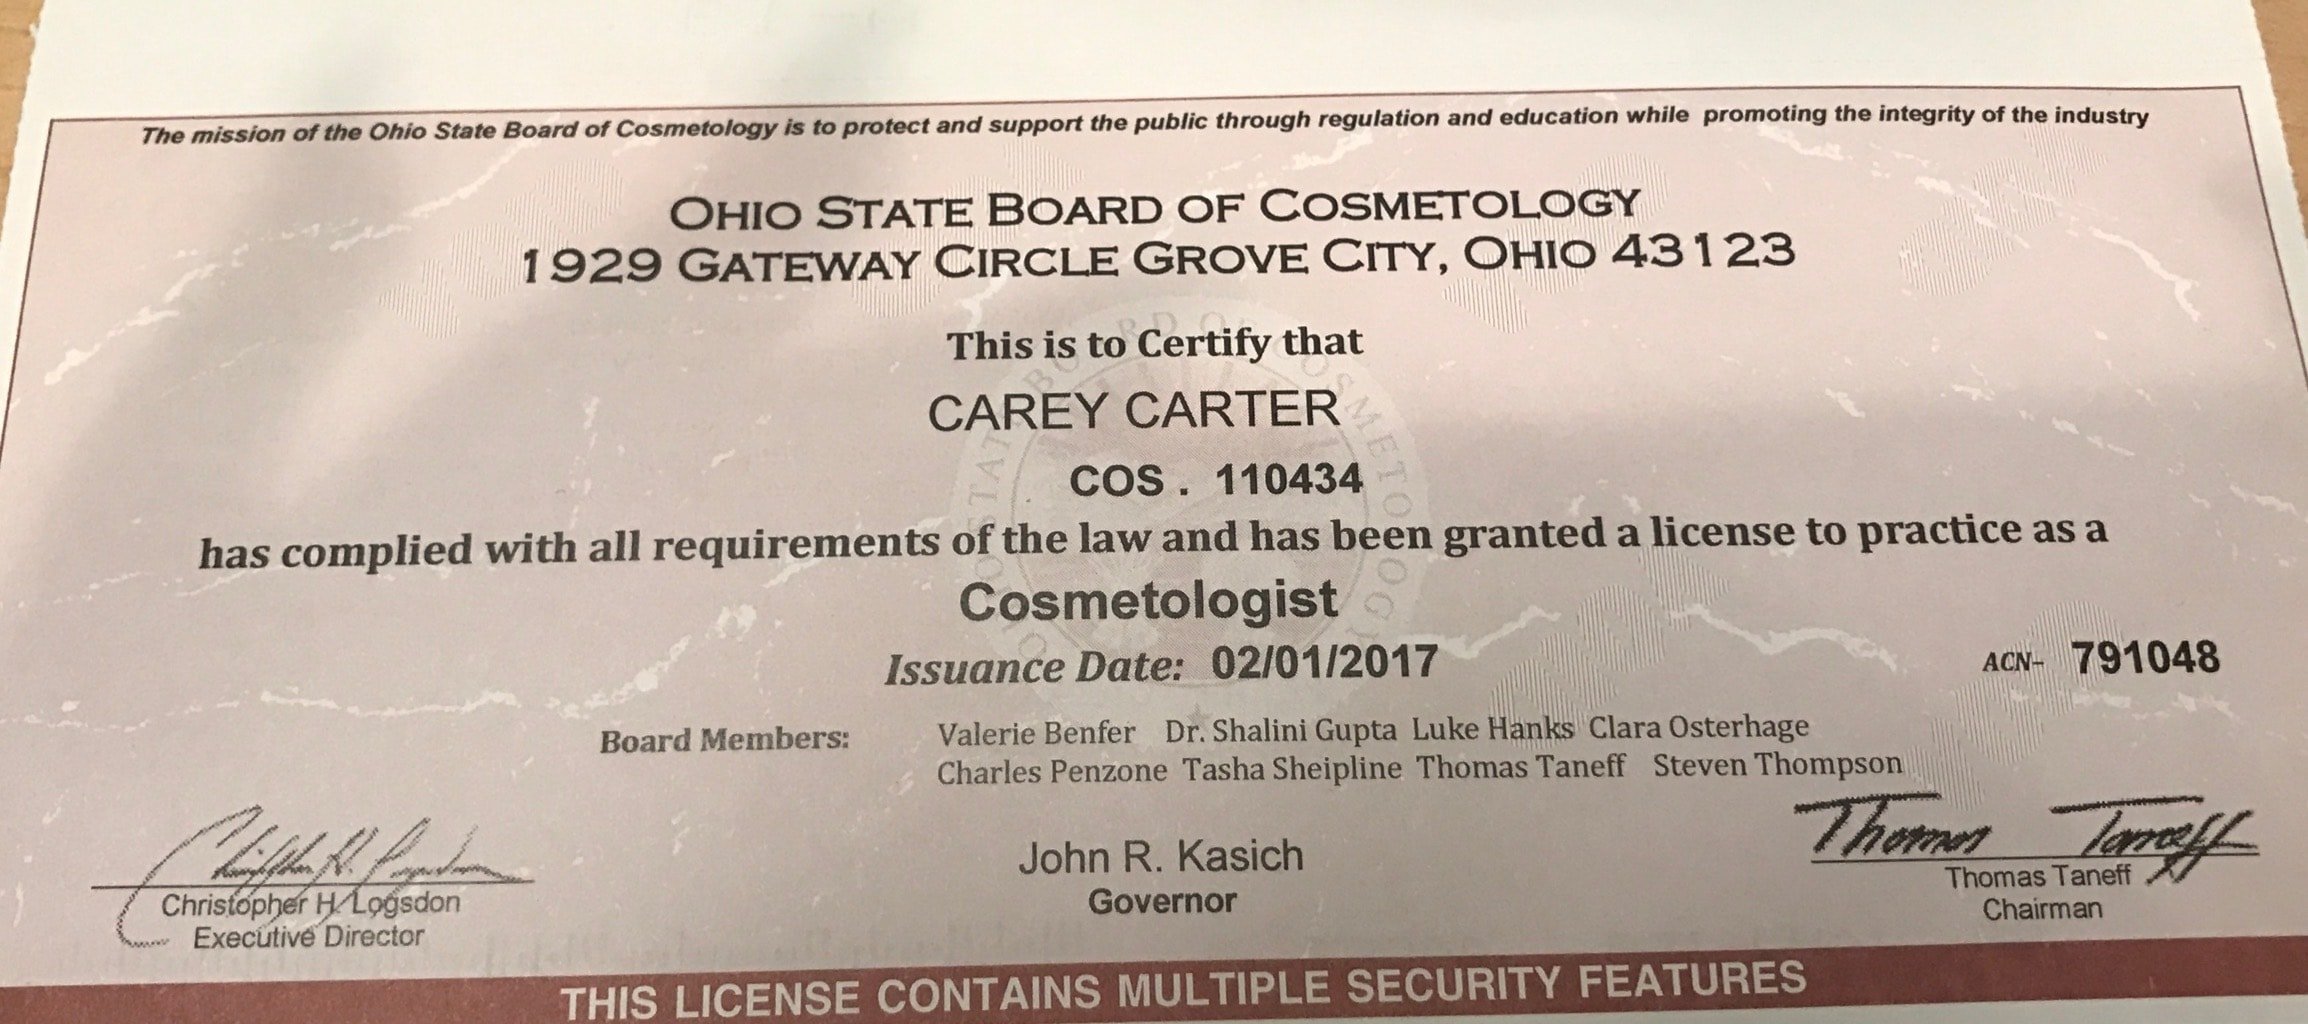 The mission of the Ohio State Board of Cosmetology is to protect and support the public through regulation and education while promoting the integrity of the industry
OHIO STATE BOARD OF COSMETOLOGY
1929 GATEWAY CIRCLE GROVE CITY, OHIO 43123
This is to Certify that
CAREY CARTER
COS . 110434
has complied with all requirements of the law and has been granted a license to practice as a
Cosmetologist
Issuance Date: 02/01/2017
ACN- 791048
Board Members: Valerie Benfer Dr. Shalini Gupta Luke Hanks Clara Osterhage
Charles Penzone Tasha Sheipline Thomas Taneff Steven Thompson
Christopher H. Logsdon
Executive Director
John R. Kasich
Governor
Thomas Taneff
Thomas Taneff
Chairman
THIS LICENSE CONTAINS MULTIPLE SECURITY FEATURES